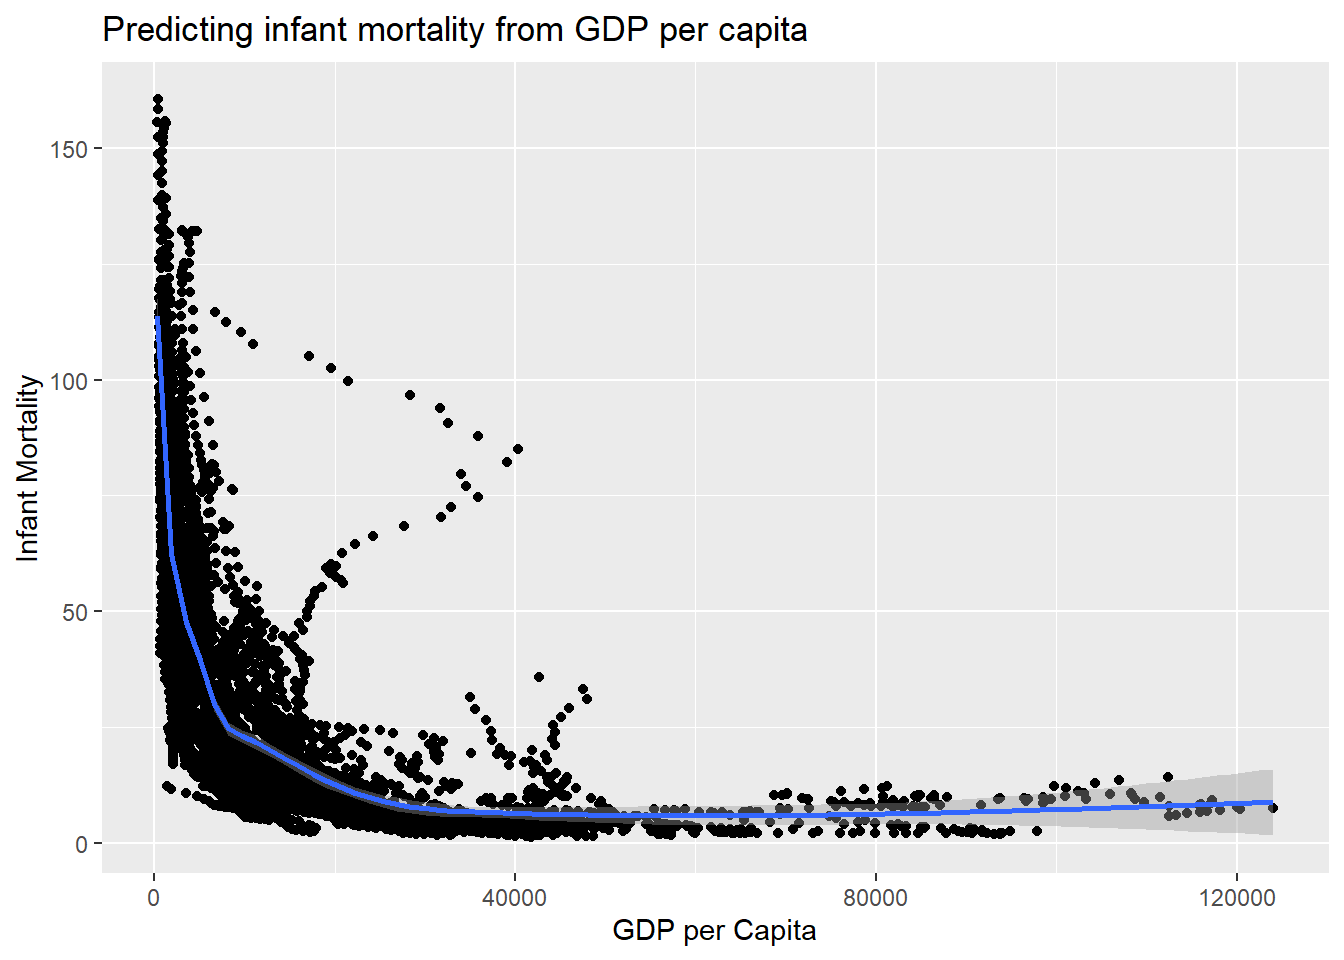 Predicting infant mortality from GDP per capita
150
100
50
0
Infant Mortality
0 40000 80000 120000
GDP per Capita